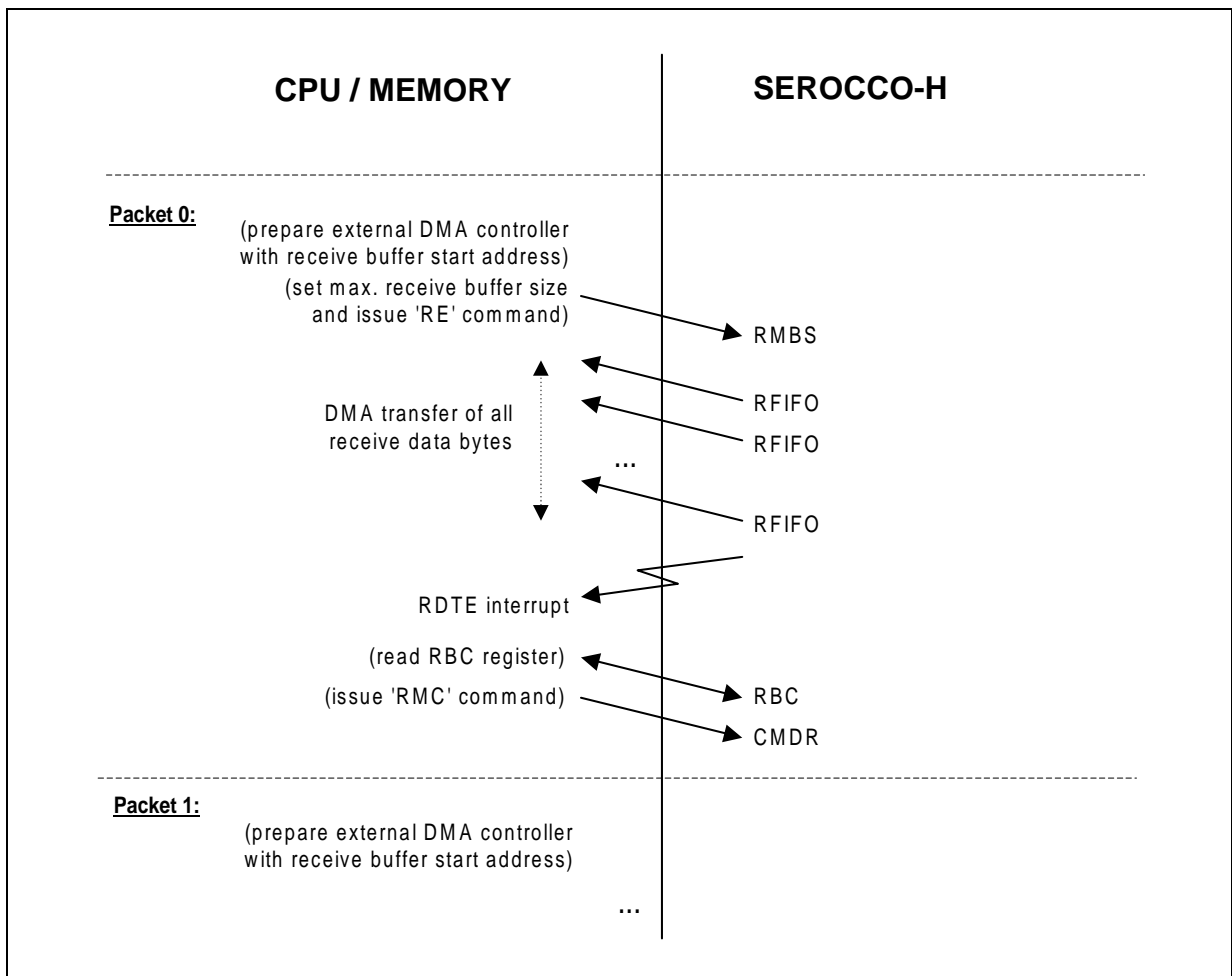 CPU / MEMORY
SEROCCO-H
Packet 0:
(prepare external DMA controller
with receive buffer start address)
(set max. receive buffer size
and issue 'RE' command)
RMBS
RFIFO
DMA transfer of all
receive data bytes
RFIFO
...
RFIFO
RDTE interrupt
(read RBC register)
(issue 'RMC' command)
RBC
CMDR
Packet 1:
(prepare external DMA controller
with receive buffer start address)
...